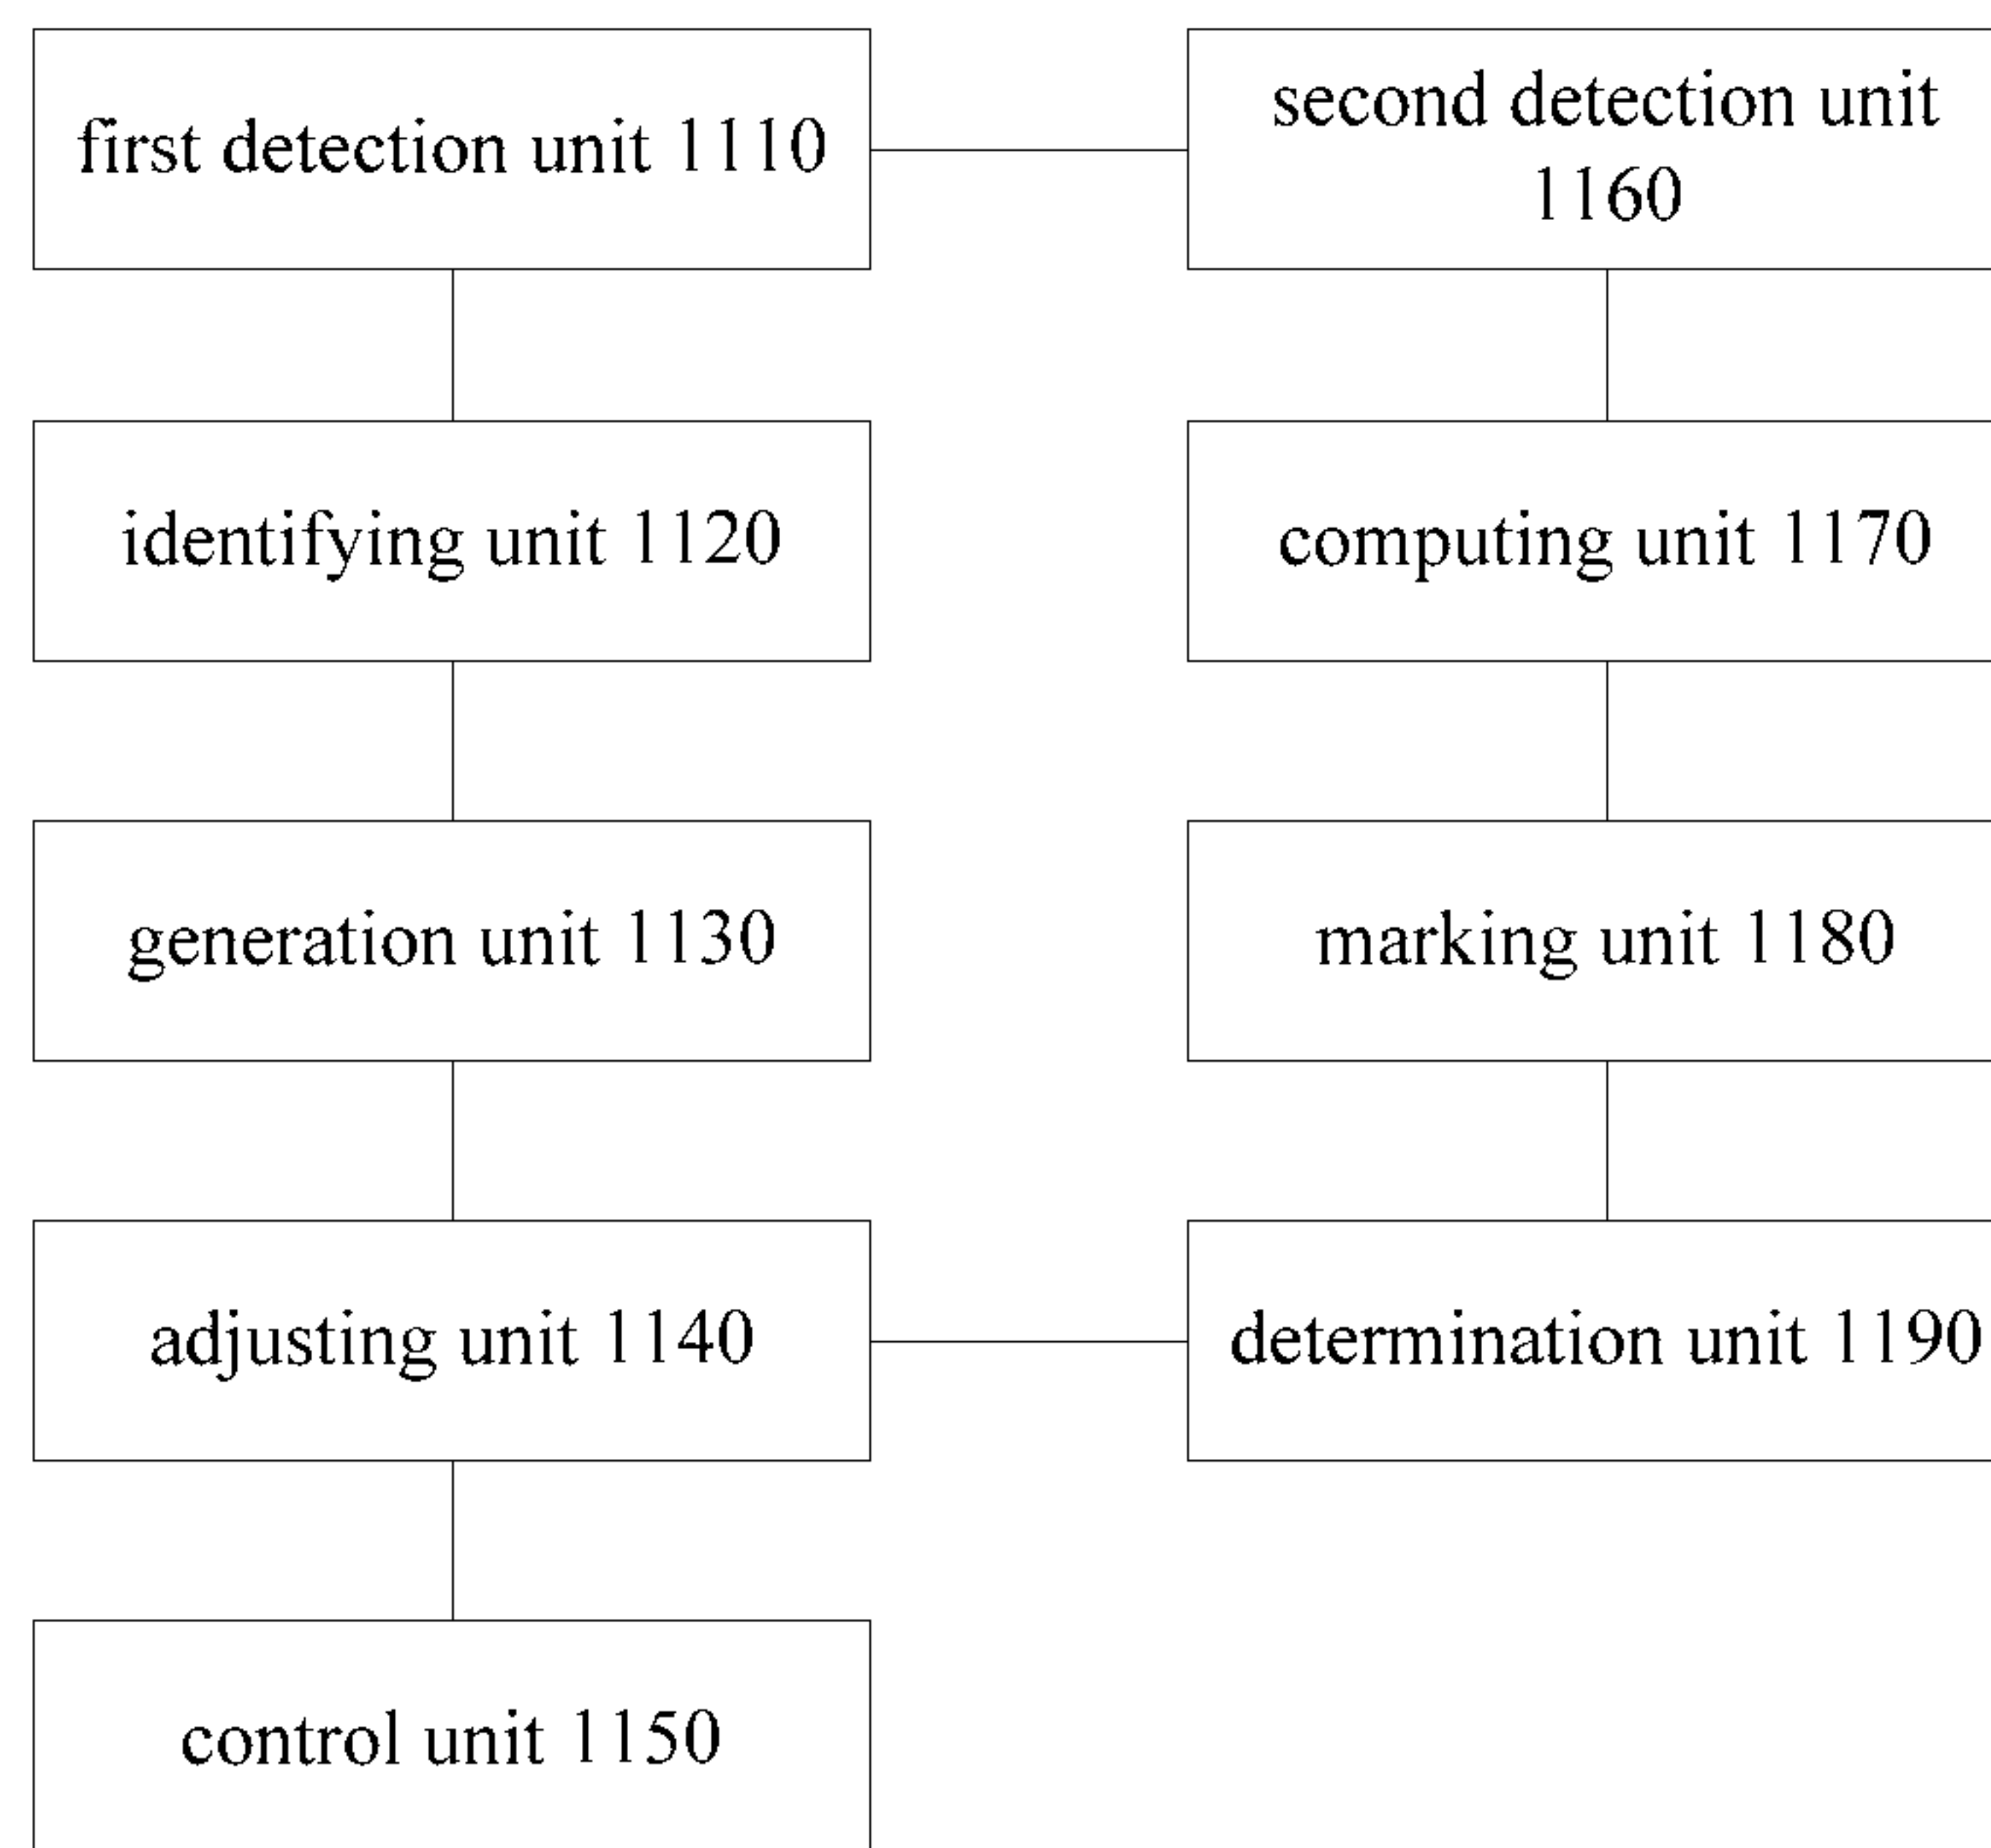 first detection unit 1110
second detection unit
1160
identifying unit 1120
computing unit 1170
generation unit 1130
marking unit 1180
adjusting unit 1140
determination unit 1190
control unit 1150